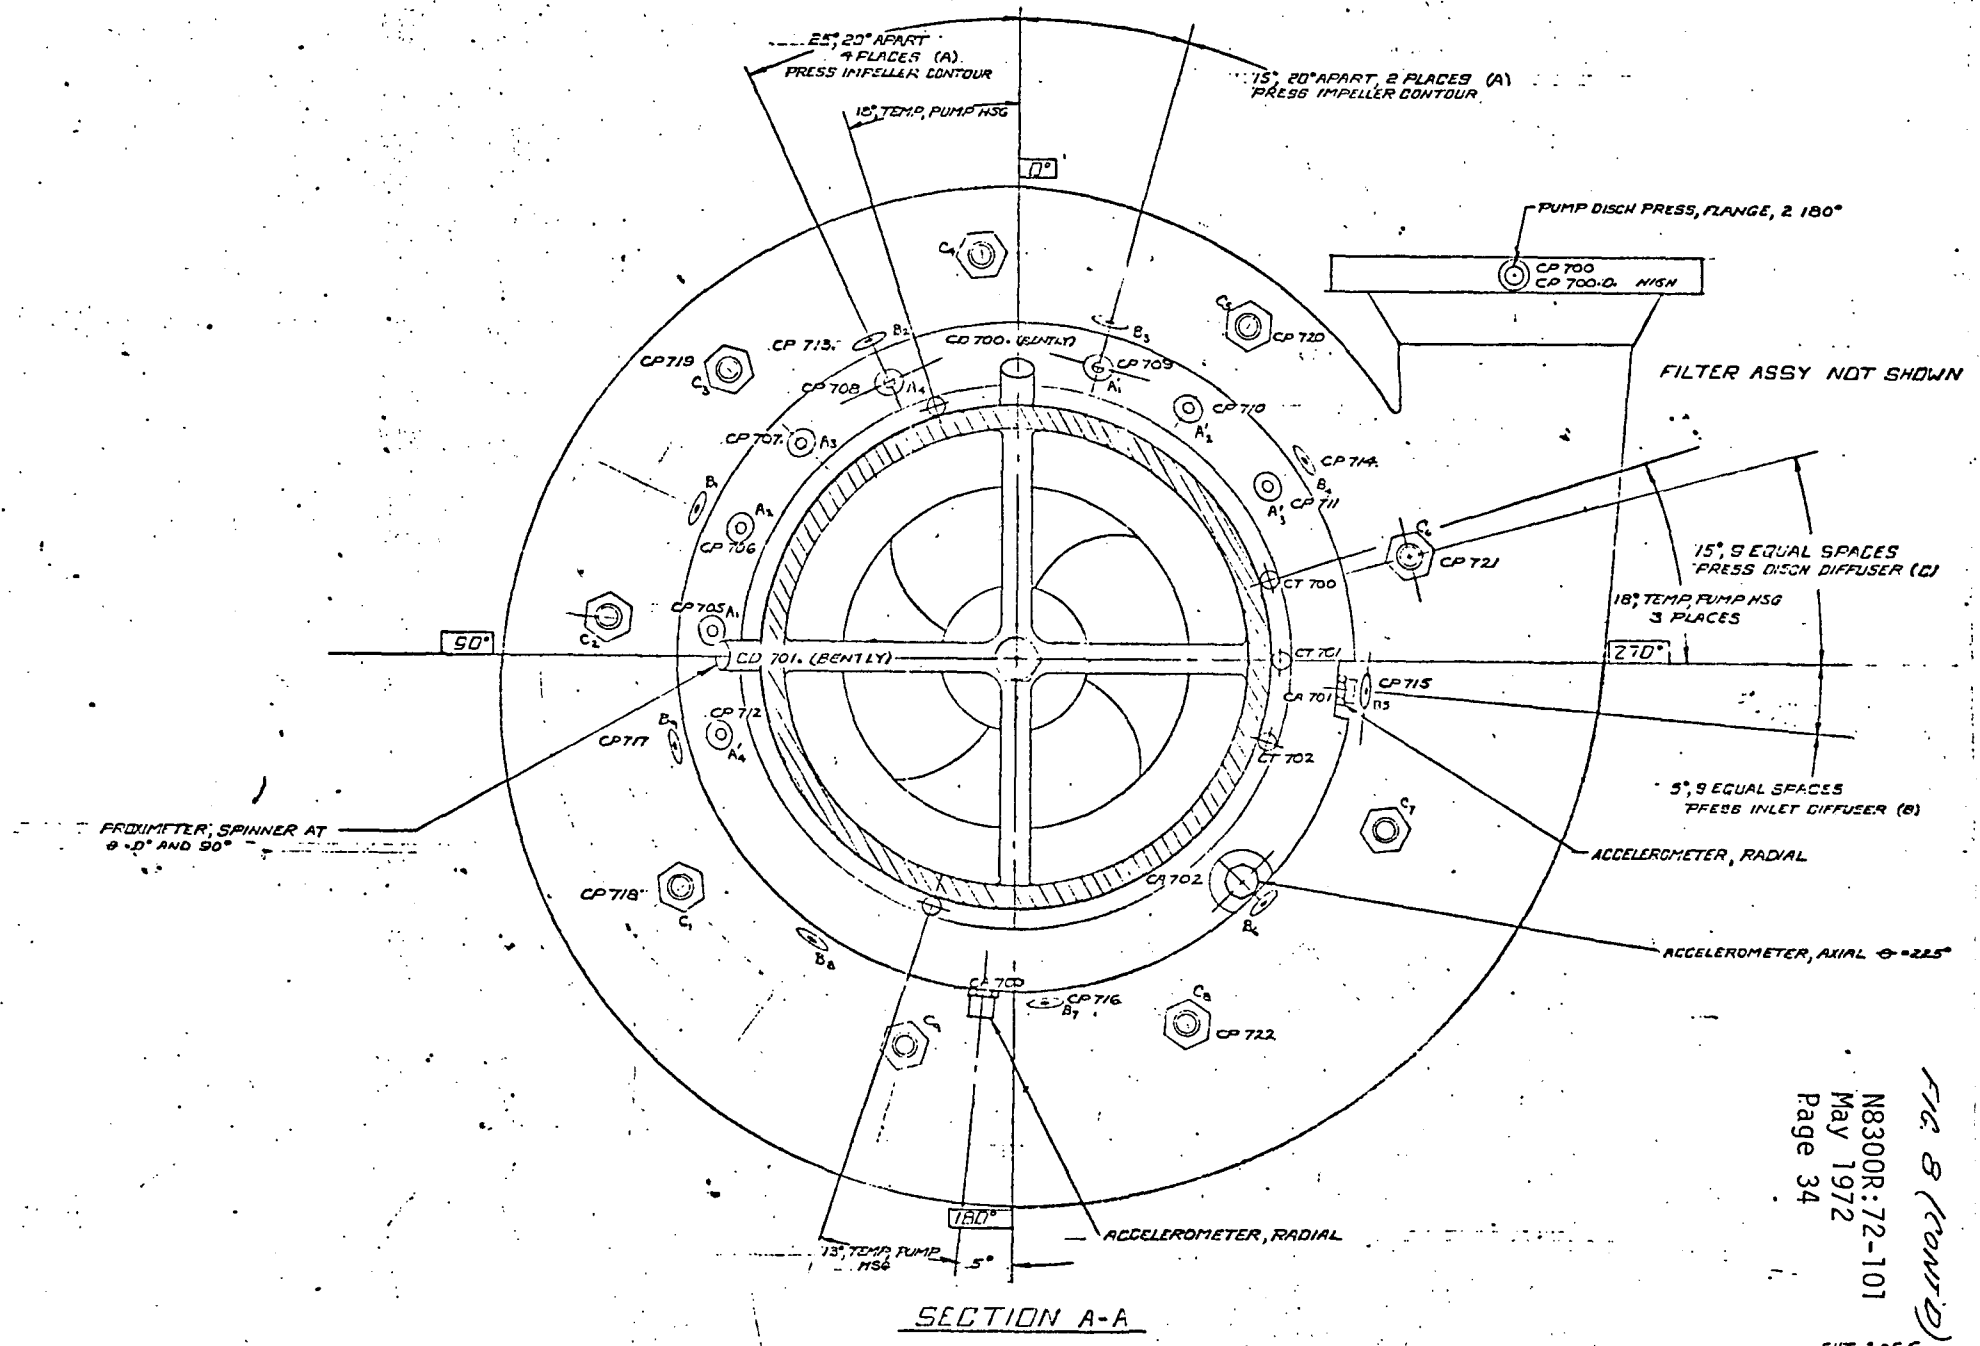 25°, 20° APART
4 PLACES (A)
PRESS IMPELLER CONTOUR
18°, TEMP, PUMP HSG
15°, 20° APART, 2 PLACES (A)
PRESS IMPELLER CONTOUR
0°
PUMP DISCH PRESS, FLANGE, 2 180°
CP 700
CP 700.D. HIGH
FILTER ASSY NOT SHOWN
C4
C5
CP 720
CP 719
C3
CP 713
B2
CD 700. (BENTLY)
B3
CP 709
A'1
CP 708
A4
CP 710
A'2
CP 707
A3
CP 714
B4
CP 711
A'3
B1
A2
CP 706
C6
CP 721
CT 700
15°, 9 EQUAL SPACES
PRESS DISCH DIFFUSER (C)
18°, TEMP, PUMP HSG
3 PLACES
CP 705
A1
C2
90°
CD 701. (BENTLY)
CT 701
270°
CA 701
CP 715
B5
CP 712
A'4
B9
CP 717
CT 702
5°, 9 EQUAL SPACES
PRESS INLET DIFFUSER (B)
C7
PROXIMETER, SPINNER AT
θ = 0° AND 90°
ACCELEROMETER, RADIAL
CP 718
C1
CA 702
B6
B8
ACCELEROMETER, AXIAL θ = 225°
CA 700
CP 716
B7
C8
CP 722
C9
180°
ACCELEROMETER, RADIAL
13°, TEMP, PUMP
HSG
5°
SECTION A-A
FIG. 8 (CONT'D)
N8300R:72-101
May 1972
Page 34